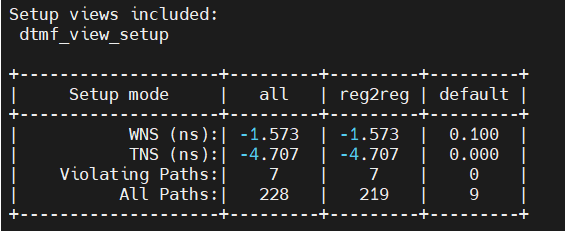 Setup views included:
 dtmf_view_setup

+--------------------+---------+---------+---------+
|     Setup mode     |   all   | reg2reg | default |
+--------------------+---------+---------+---------+
|           WNS (ns):| -1.573  | -1.573  |  0.100  |
|           TNS (ns):| -4.707  | -4.707  |  0.000  |
|    Violating Paths:|    7    |    7    |    0    |
|          All Paths:|   228   |   219   |    9    |
+--------------------+---------+---------+---------+